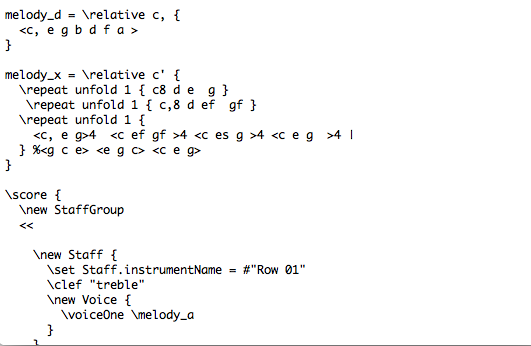 melody_d = \relative c, {
  <c, e g b d f a >
}

melody_x = \relative c' {
  \repeat unfold 1 { c8 d e  g }
   \repeat unfold 1 { c,8 d ef  gf }
  \repeat unfold 1 {
    <c, e g>4  <c ef gf >4 <c es g >4 <c e g  >4 |
  } %<g c e> <e g c> <c e g>
}

\score {
  \new StaffGroup
  <<

    \new Staff {
      \set Staff.instrumentName = #"Row 01"
      \clef "treble"
      \new Voice {
        \voiceOne \melody_a
      }
    }